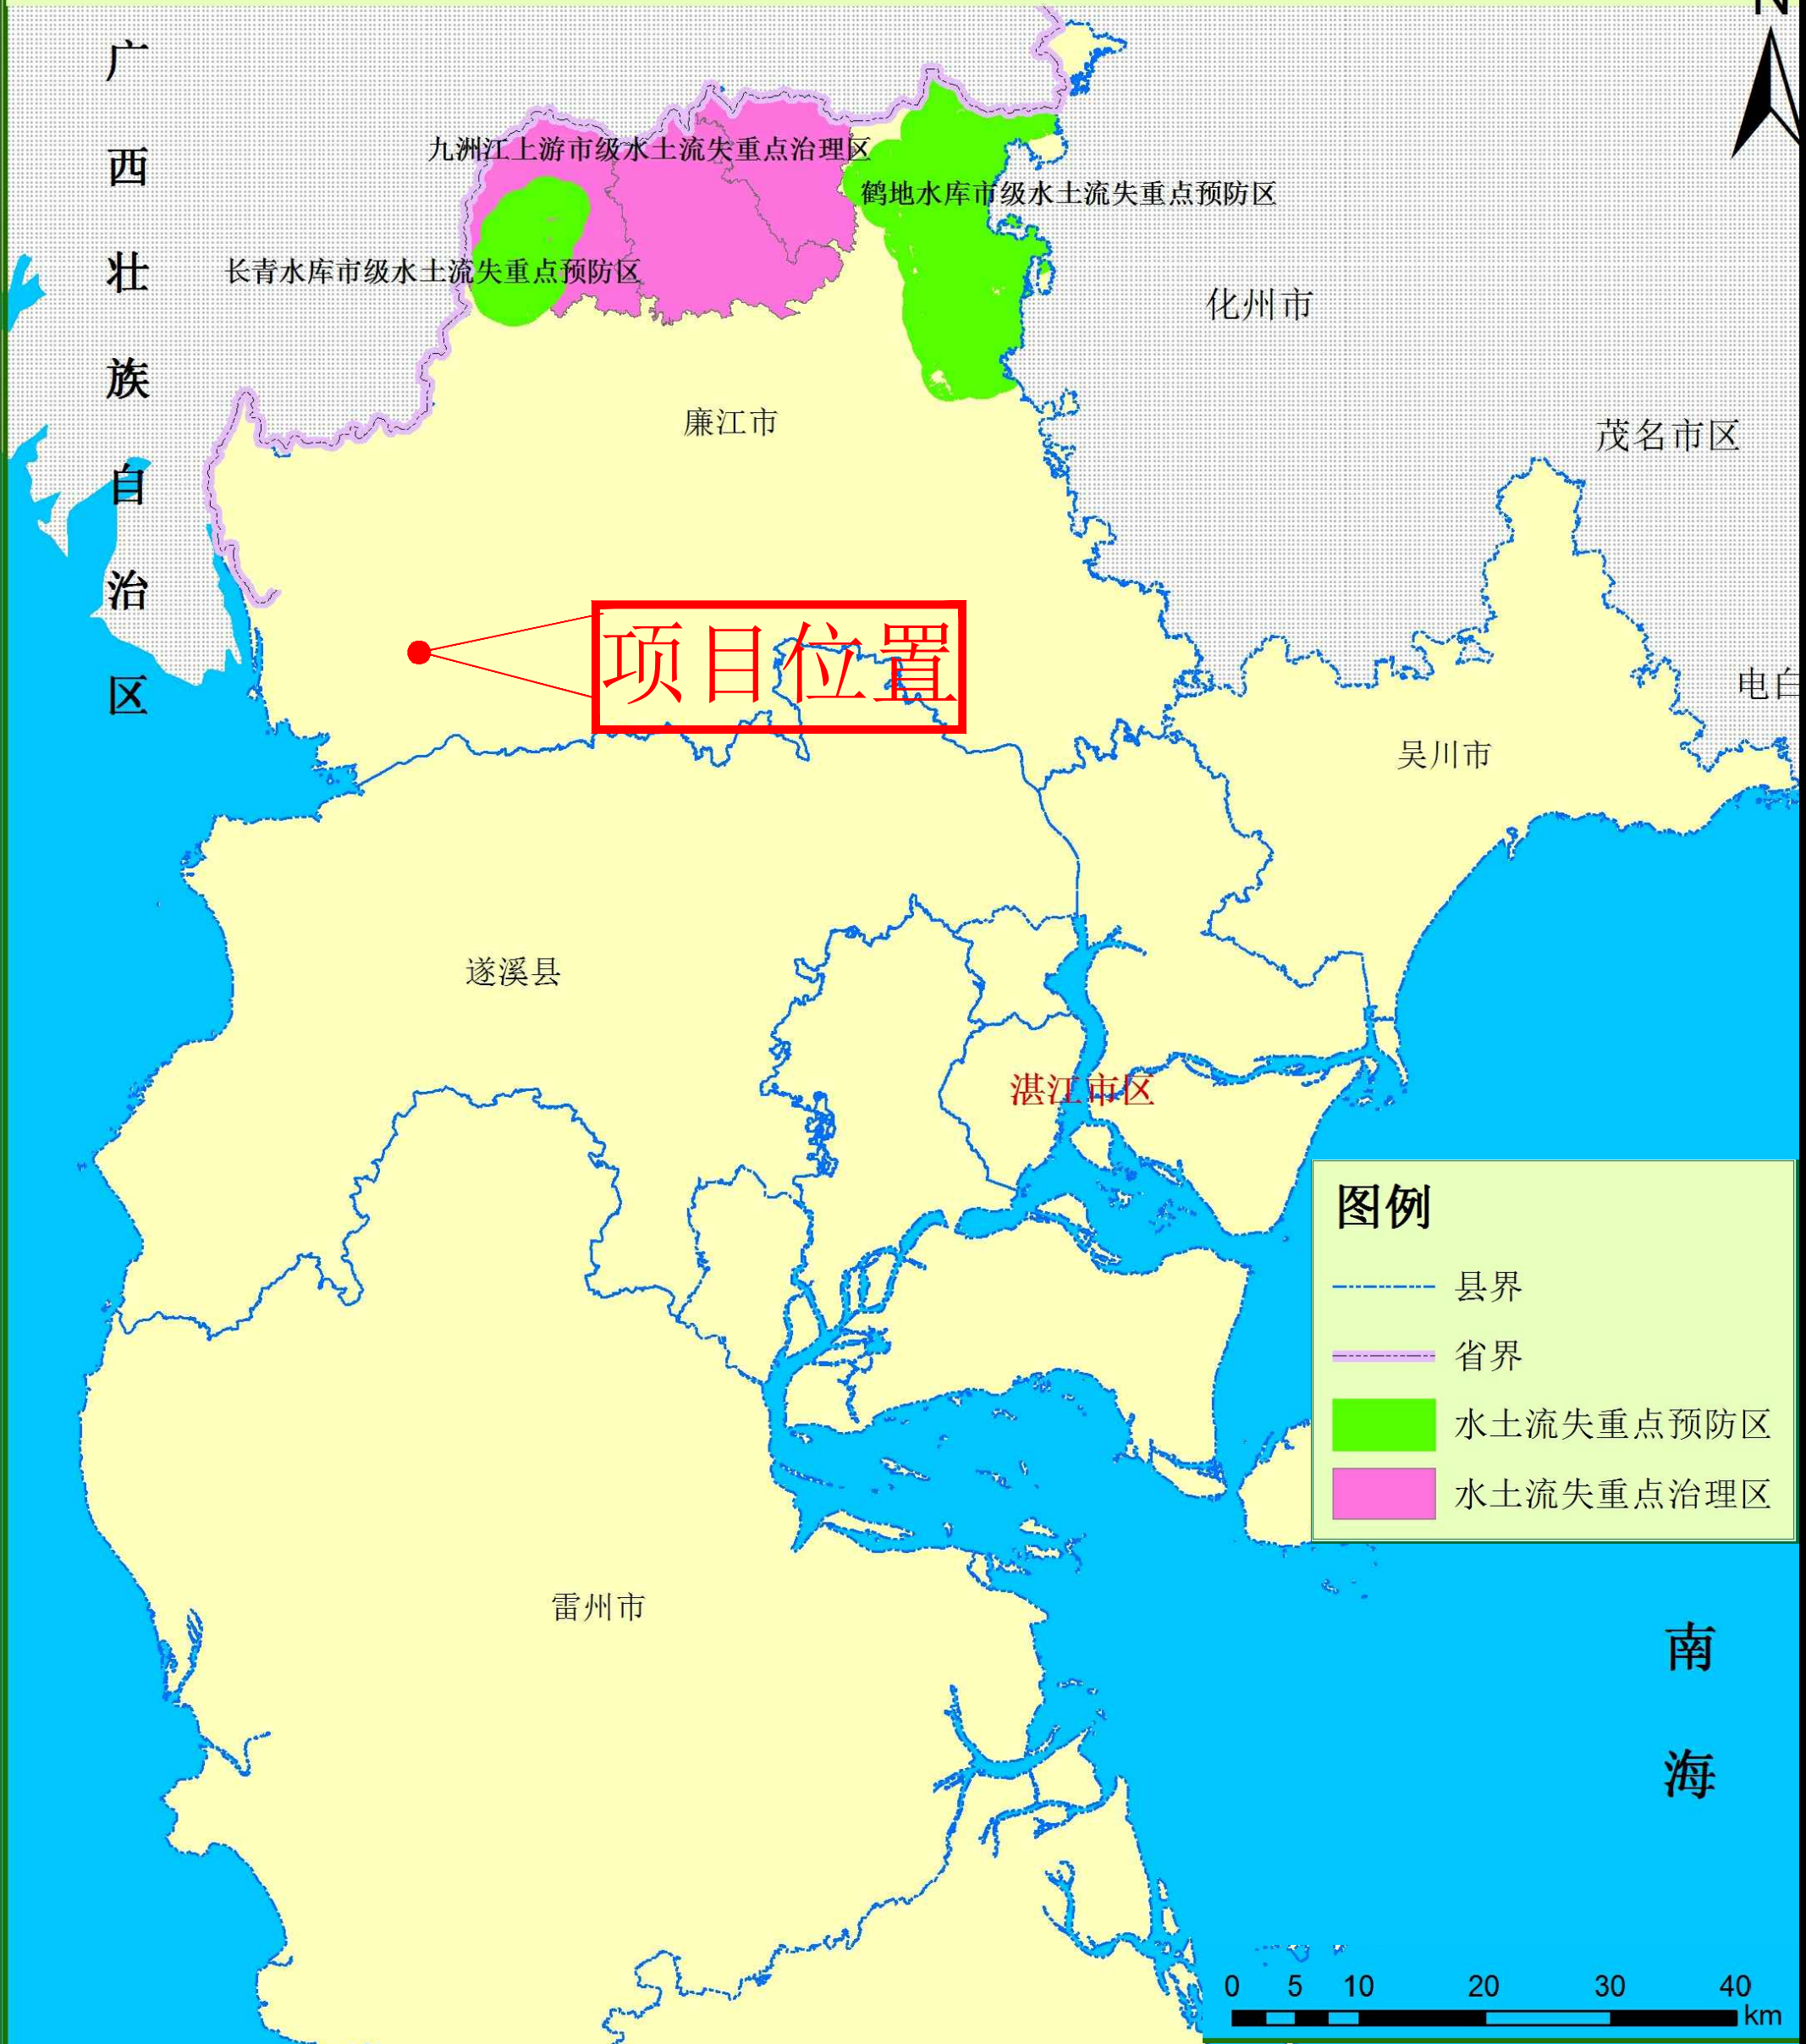 N
广
西
壮
族
自
治
区
九洲江上游市级水土流失重点治理区
鹤地水库市级水土流失重点预防区
长青水库市级水土流失重点预防区
化州市
廉江市
茂名市区
项目位置
电白
吴川市
遂溪县
湛江市区
图例
县界
省界
水土流失重点预防区
水土流失重点治理区
雷州市
南
海
0 5 10 20 30 40
km